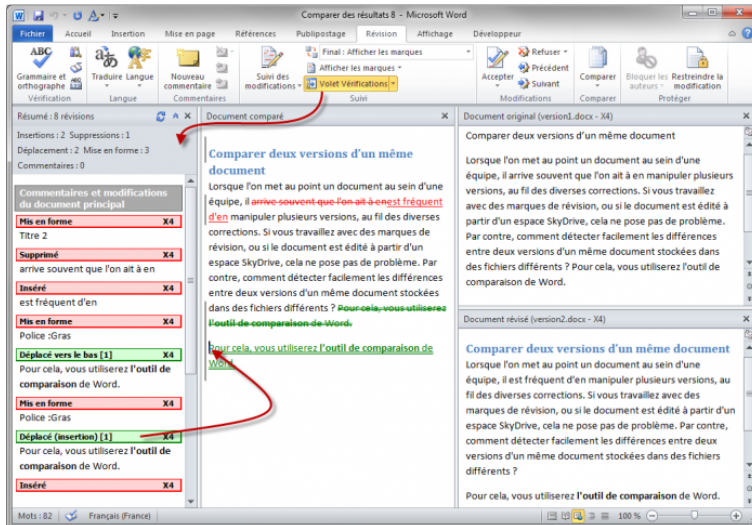 Comparer des résultats 8 - Microsoft Word
Fichier Accueil Insertion Mise en page Références Publipostage Révision Affichage Développeur
ABC
Grammaire et orthographe
Traduire Langue
Nouveau commentaire
Suivi des modifications
Final : Afficher les marques
Afficher les marques
Volet Vérifications
Accepter
Refuser
Précédent
Suivant
Comparer
Bloquer les auteurs
Restreindre la modification
Vérification Langue Commentaires Suivi Modifications Comparer Protéger
Résumé : 8 révisions
Insertions : 2 Suppressions : 1
Déplacement : 2 Mise en forme : 3
Commentaires : 0
Commentaires et modifications
du document principal
Mis en forme X4
Titre 2
Supprimé X4
arrive souvent que l'on ait à en
Inséré X4
est fréquent d'en
Mis en forme X4
Police :Gras
Déplacé vers le bas [1] X4
Pour cela, vous utiliserez l'outil de
comparaison de Word.
Mis en forme X4
Police :Gras
Déplacé (insertion) [1] X4
Pour cela, vous utiliserez l'outil de
comparaison de Word.
Inséré X4
Document comparé
Comparer deux versions d'un même
document
Lorsque l'on met au point un document au sein d'une
équipe, il arrive souvent que l'on ait à enest fréquent
d'en manipuler plusieurs versions, au fil des diverses
corrections. Si vous travaillez avec des marques de
révision, ou si le document est édité à partir d'un
espace SkyDrive, cela ne pose pas de problème. Par
contre, comment détecter facilement les différences
entre deux versions d'un même document stockées
dans des fichiers différents ? Pour cela, vous utiliserez
l'outil de comparaison de Word.
Pour cela, vous utiliserez l'outil de comparaison de
Word.
Document original (version1.docx - X4)
Comparer deux versions d'un même document
Lorsque l'on met au point un document au sein d'une
équipe, il arrive souvent que l'on ait à en manipuler plusieurs
versions, au fil des diverses corrections. Si vous travaillez
avec des marques de révision, ou si le document est édité à
partir d'un espace SkyDrive, cela ne pose pas de problème.
Par contre, comment détecter facilement les différences
entre deux versions d'un même document stockées dans
des fichiers différents ? Pour cela, vous utiliserez l'outil de
comparaison de Word.
Document révisé (version2.docx - X4)
Comparer deux versions d'un même document
Lorsque l'on met au point un document au sein d'une
équipe, il est fréquent d'en manipuler plusieurs versions, au
fil des diverses corrections. Si vous travaillez avec des
marques de révision, ou si le document est édité à partir d'un
espace SkyDrive, cela ne pose pas de problème. Par contre,
comment détecter facilement les différences entre deux
versions d'un même document stockées dans des fichiers
différents ?
Pour cela, vous utiliserez l'outil de comparaison de Word.
Mots : 82 Français (France) 100 %